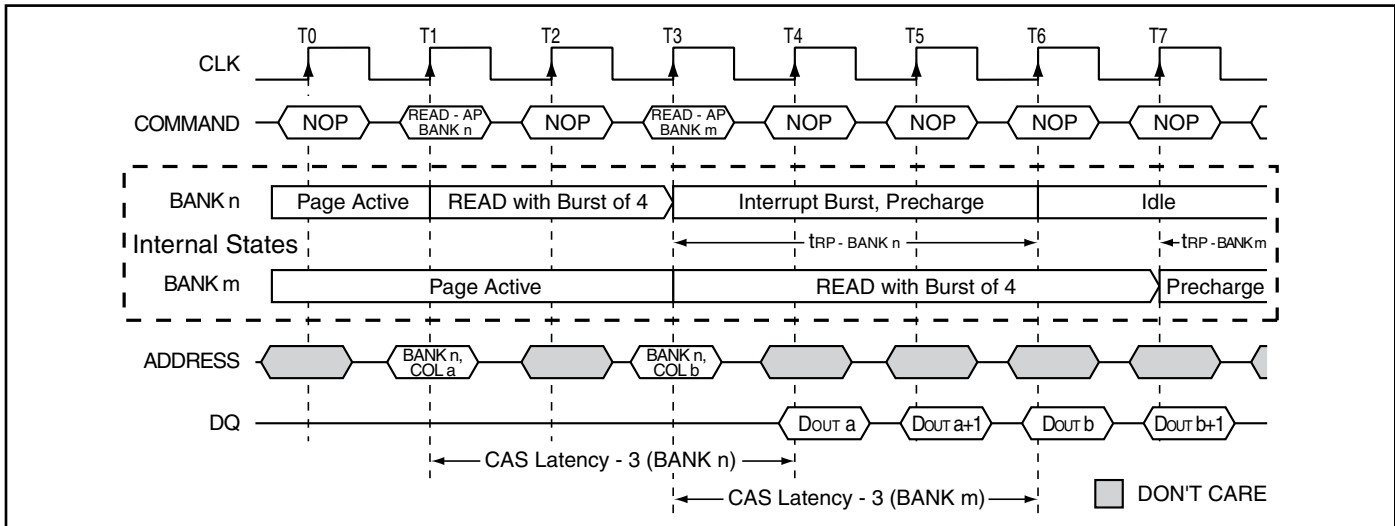 T0 T1 T2 T3 T4 T5 T6 T7
CLK
COMMAND NOP READ - AP BANK n NOP READ - AP BANK m NOP NOP NOP NOP
BANK n Page Active READ with Burst of 4 Interrupt Burst, Precharge Idle
Internal States tRP - BANK n tRP - BANK m
BANK m Page Active READ with Burst of 4 Precharge
ADDRESS BANK n, COL a BANK n, COL b
DQ DOUT a DOUT a+1 DOUT b DOUT b+1
CAS Latency - 3 (BANK n)
CAS Latency - 3 (BANK m) DON'T CARE